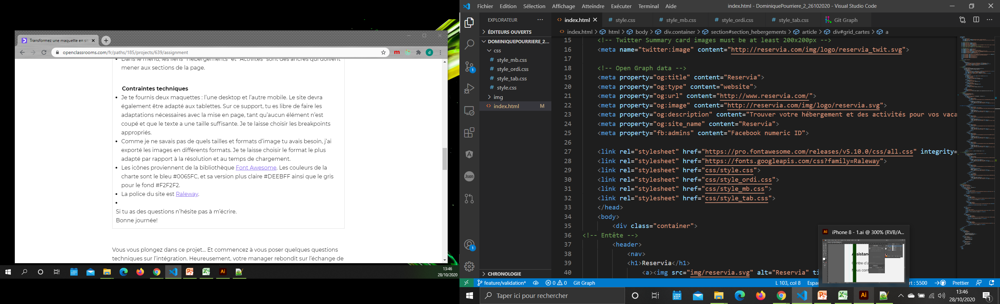 Transformez une maquette en sit
openclassrooms.com/fr/paths/185/projects/639/assignment
d
Dans le menu, les liens "Hébergements" et "Activités" sont des ancres qui doivent
mener aux sections de la page.
Contraintes techniques
Je te fournis deux maquettes : l'une desktop et l'autre mobile. Le site devra
également être adapté aux tablettes. Sur ce support, tu es libre de faire les
adaptations nécessaires avec la mise en page, tant qu'aucun élément n'est
coupé et que le texte a une taille suffisante. Je te laisse choisir les breakpoints
appropriés.
Comme je ne savais pas de quels tailles et formats d'image tu avais besoin, j'ai
exporté les images en différents formats. Je te laisse choisir le format le plus
adapté par rapport à la résolution et au temps de chargement.
Les icônes proviennent de la bibliothèque Font Awesome. Les couleurs de la
charte sont le bleu #0065FC, et sa version plus claire #DEEBFF ainsi que le gris
pour le fond #F2F2F2.
La police du site est Raleway.
Si tu as des questions n'hésite pas à m'écrire.
Bonne journée!
Vous vous plongez dans ce projet... Et commencez à vous poser quelques questions
techniques sur l'intégration. Heureusement, votre manager rebondit sur l'échange de
13:46
28/10/2020
Fichier Edition Sélection Affichage Atteindre Exécuter Terminal Aide
index.html - DominiquePourriere_2_26102020 - Visual Studio Code
EXPLORATEUR
ÉDITEURS OUVERTS
DOMINIQUEPOURRIERE_2...
css
# style_mb.css
# style_ordi.css
# style_tab.css
# style.css
img
<> index.html M
CHRONOLOGIE
<> index.html # style.css # style_mb.css # style_ordi.css # style_tab.css Git Graph
<> index.html > html > body > div.container > section#section_hebergements > article > div#grid_cartes > a
15 <!-- Twitter Summary card images must be at least 200x200px -->
16 <meta name="twitter:image" content="http://reservia.com/img/logo/reservia_twit.svg">
17
18 <!-- Open Graph data -->
19 <meta property="og:title" content="Reservia">
20 <meta property="og:type" content="website">
21 <meta property="og:url" content="http://www.reservia.com/">
22 <meta property="og:image" content="http://reservia.com/img/logo/reservia.svg">
23 <meta property="og:description" content="Trouver votre hébergement et des activités pour vos vaca
24 <meta property="og:site_name" content="Reservia">
25 <meta property="fb:admins" content="Facebook numeric ID">
26
27 <link rel="stylesheet" href="https://pro.fontawesome.com/releases/v5.10.0/css/all.css" integrity=
28 <link rel="stylesheet" href="https://fonts.googleapis.com/css?family=Raleway">
29 <link rel="stylesheet" href="css/style.css">
30 <link rel="stylesheet" href="css/style_ordi.css">
31 <link rel="stylesheet" href="css/style_mb.css">
32 <link rel="stylesheet" href="css/style_tab.css">
33 </head>
34 <body>
35 <div class="container">
36 <!-- Entête -->
37 <header>
38 <nav>
39 <h1>Reservia</h1>
40 <a><img src="img/reservia.svg" alt="Reservia" ti
Ai iPhone 8 - 1.ai @ 300% (RVB/A...
Assistan
Centre d'a
Nous cont
feature/validation* 0 0 Git Graph
L 103, col 8 Espac
rt : 5500
Prettier
Taper ici pour rechercher
13:46
28/10/2020